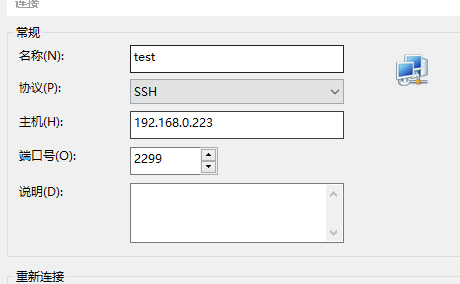 连接
常规
名称(N):
test
协议(P):
SSH
主机(H):
192.168.0.223
端口号(O):
2299
说明(D):
重新连接